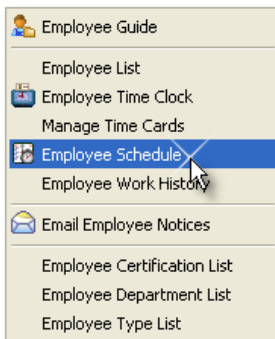 Employee Guide
Employee List
Employee Time Clock
Manage Time Cards
Employee Schedule
Employee Work History
Email Employee Notices
Employee Certification List
Employee Department List
Employee Type List